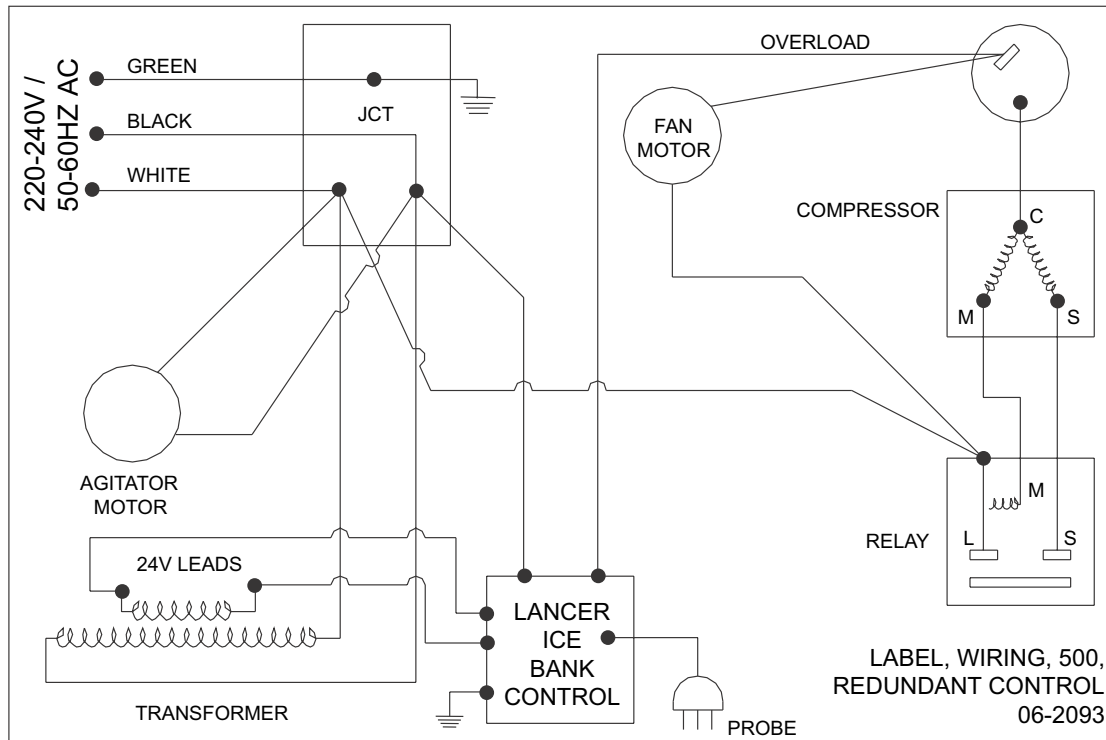 220-240V /
50-60HZ AC
GREEN
BLACK
WHITE
JCT
OVERLOAD
FAN
MOTOR
COMPRESSOR
C
M
S
AGITATOR
MOTOR
RELAY
M
L
S
24V LEADS
TRANSFORMER
LANCER
ICE
BANK
CONTROL
PROBE
LABEL, WIRING, 500,
REDUNDANT CONTROL
06-2093